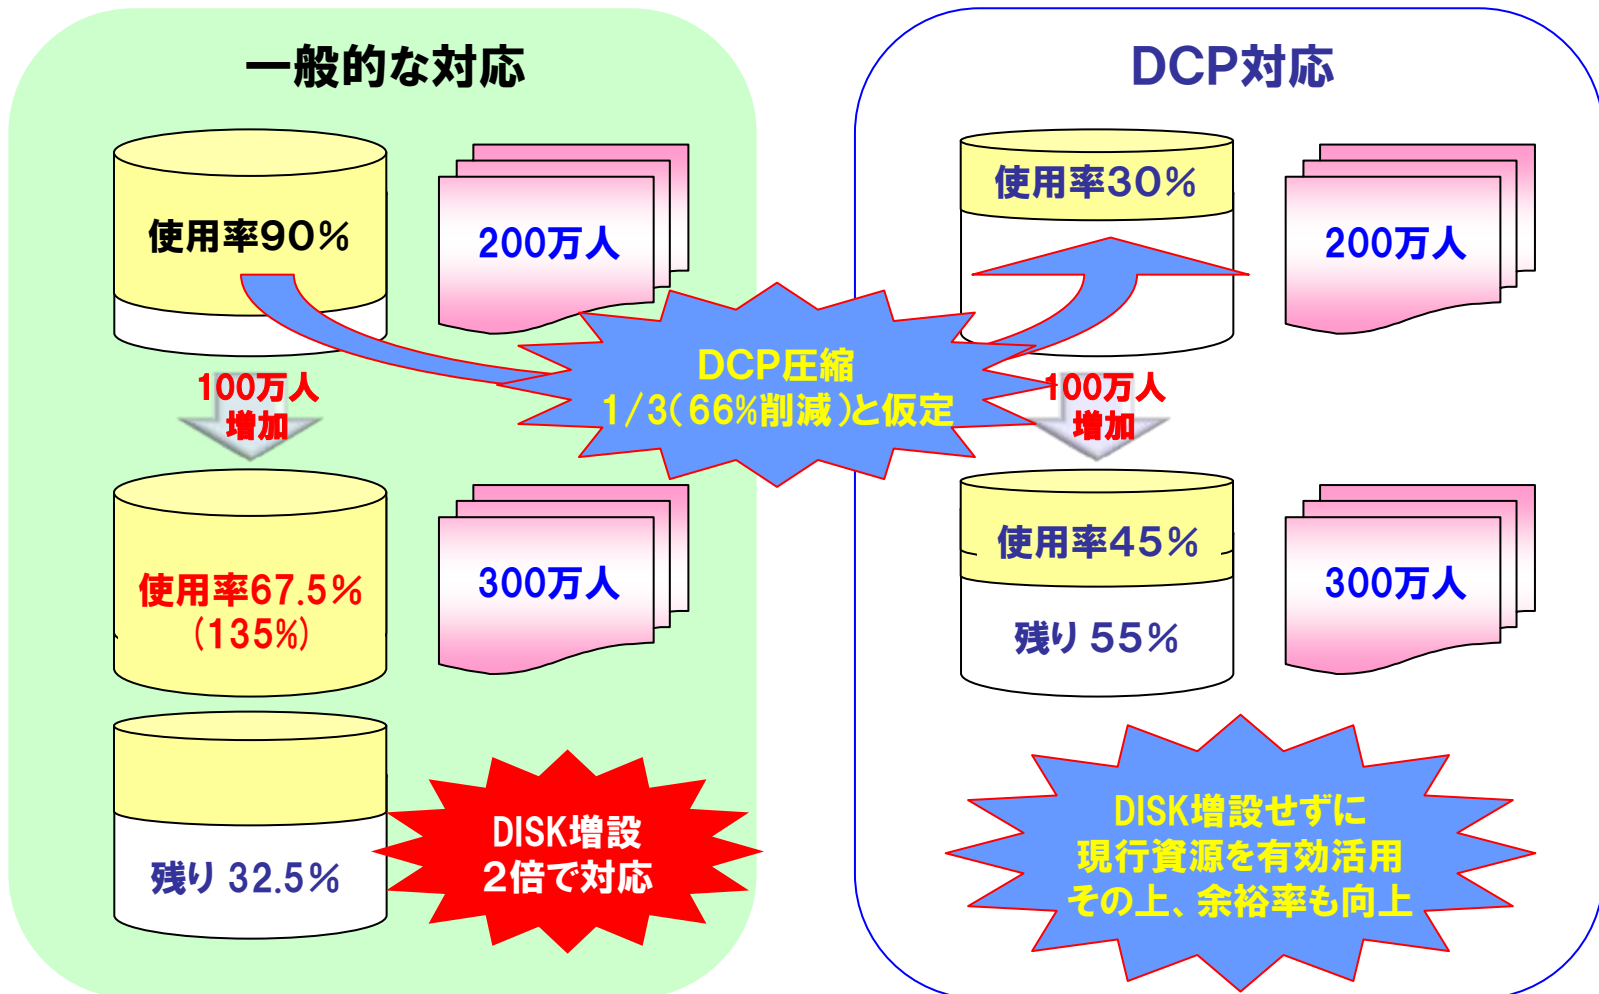 一般的な対応
使用率90%
200万人
100万人
増加
使用率67.5%
(135%)
300万人
残り 32.5%
DISK増設
2倍で対応
DCP圧縮
1/3(66%削減)と仮定
DCP対応
使用率30%
200万人
100万人
増加
使用率45%
残り 55%
300万人
DISK増設せずに
現行資源を有効活用
その上、余裕率も向上